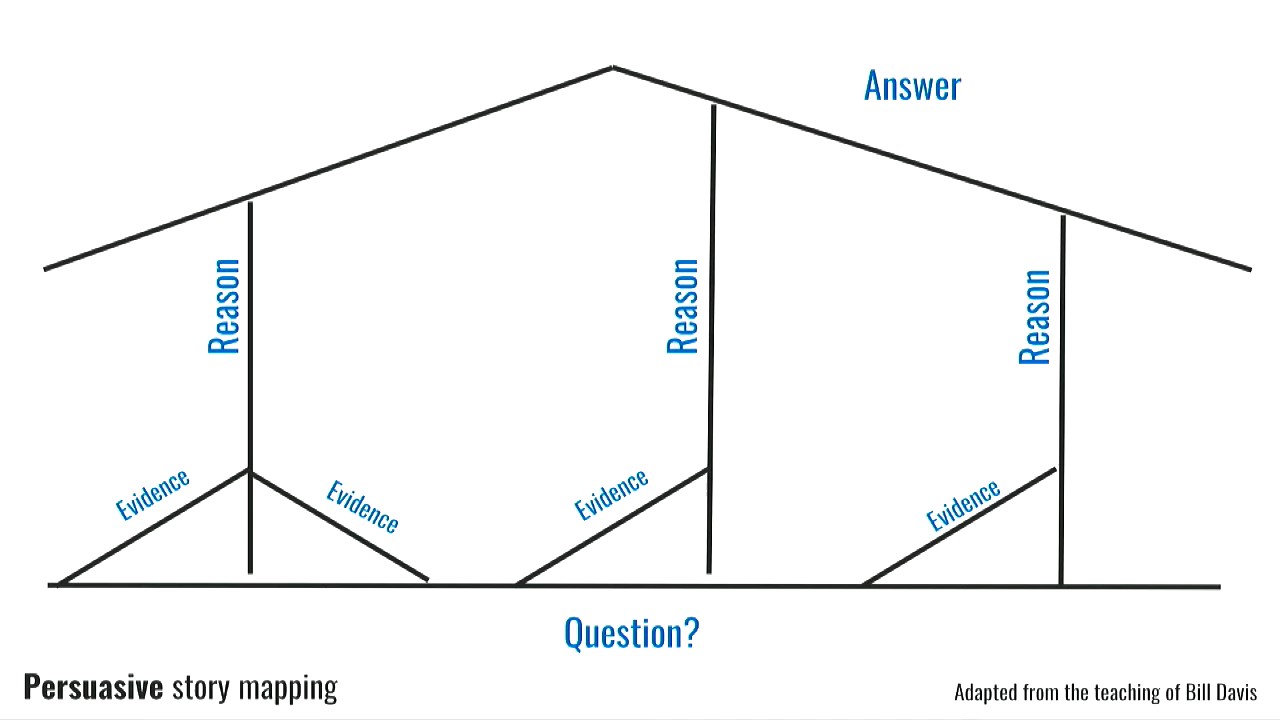 Answer
Reason
Reason
Reason
Evidence
Evidence
Evidence
Evidence
Question?
Persuasive story mapping
Adapted from the teaching of Bill Davis